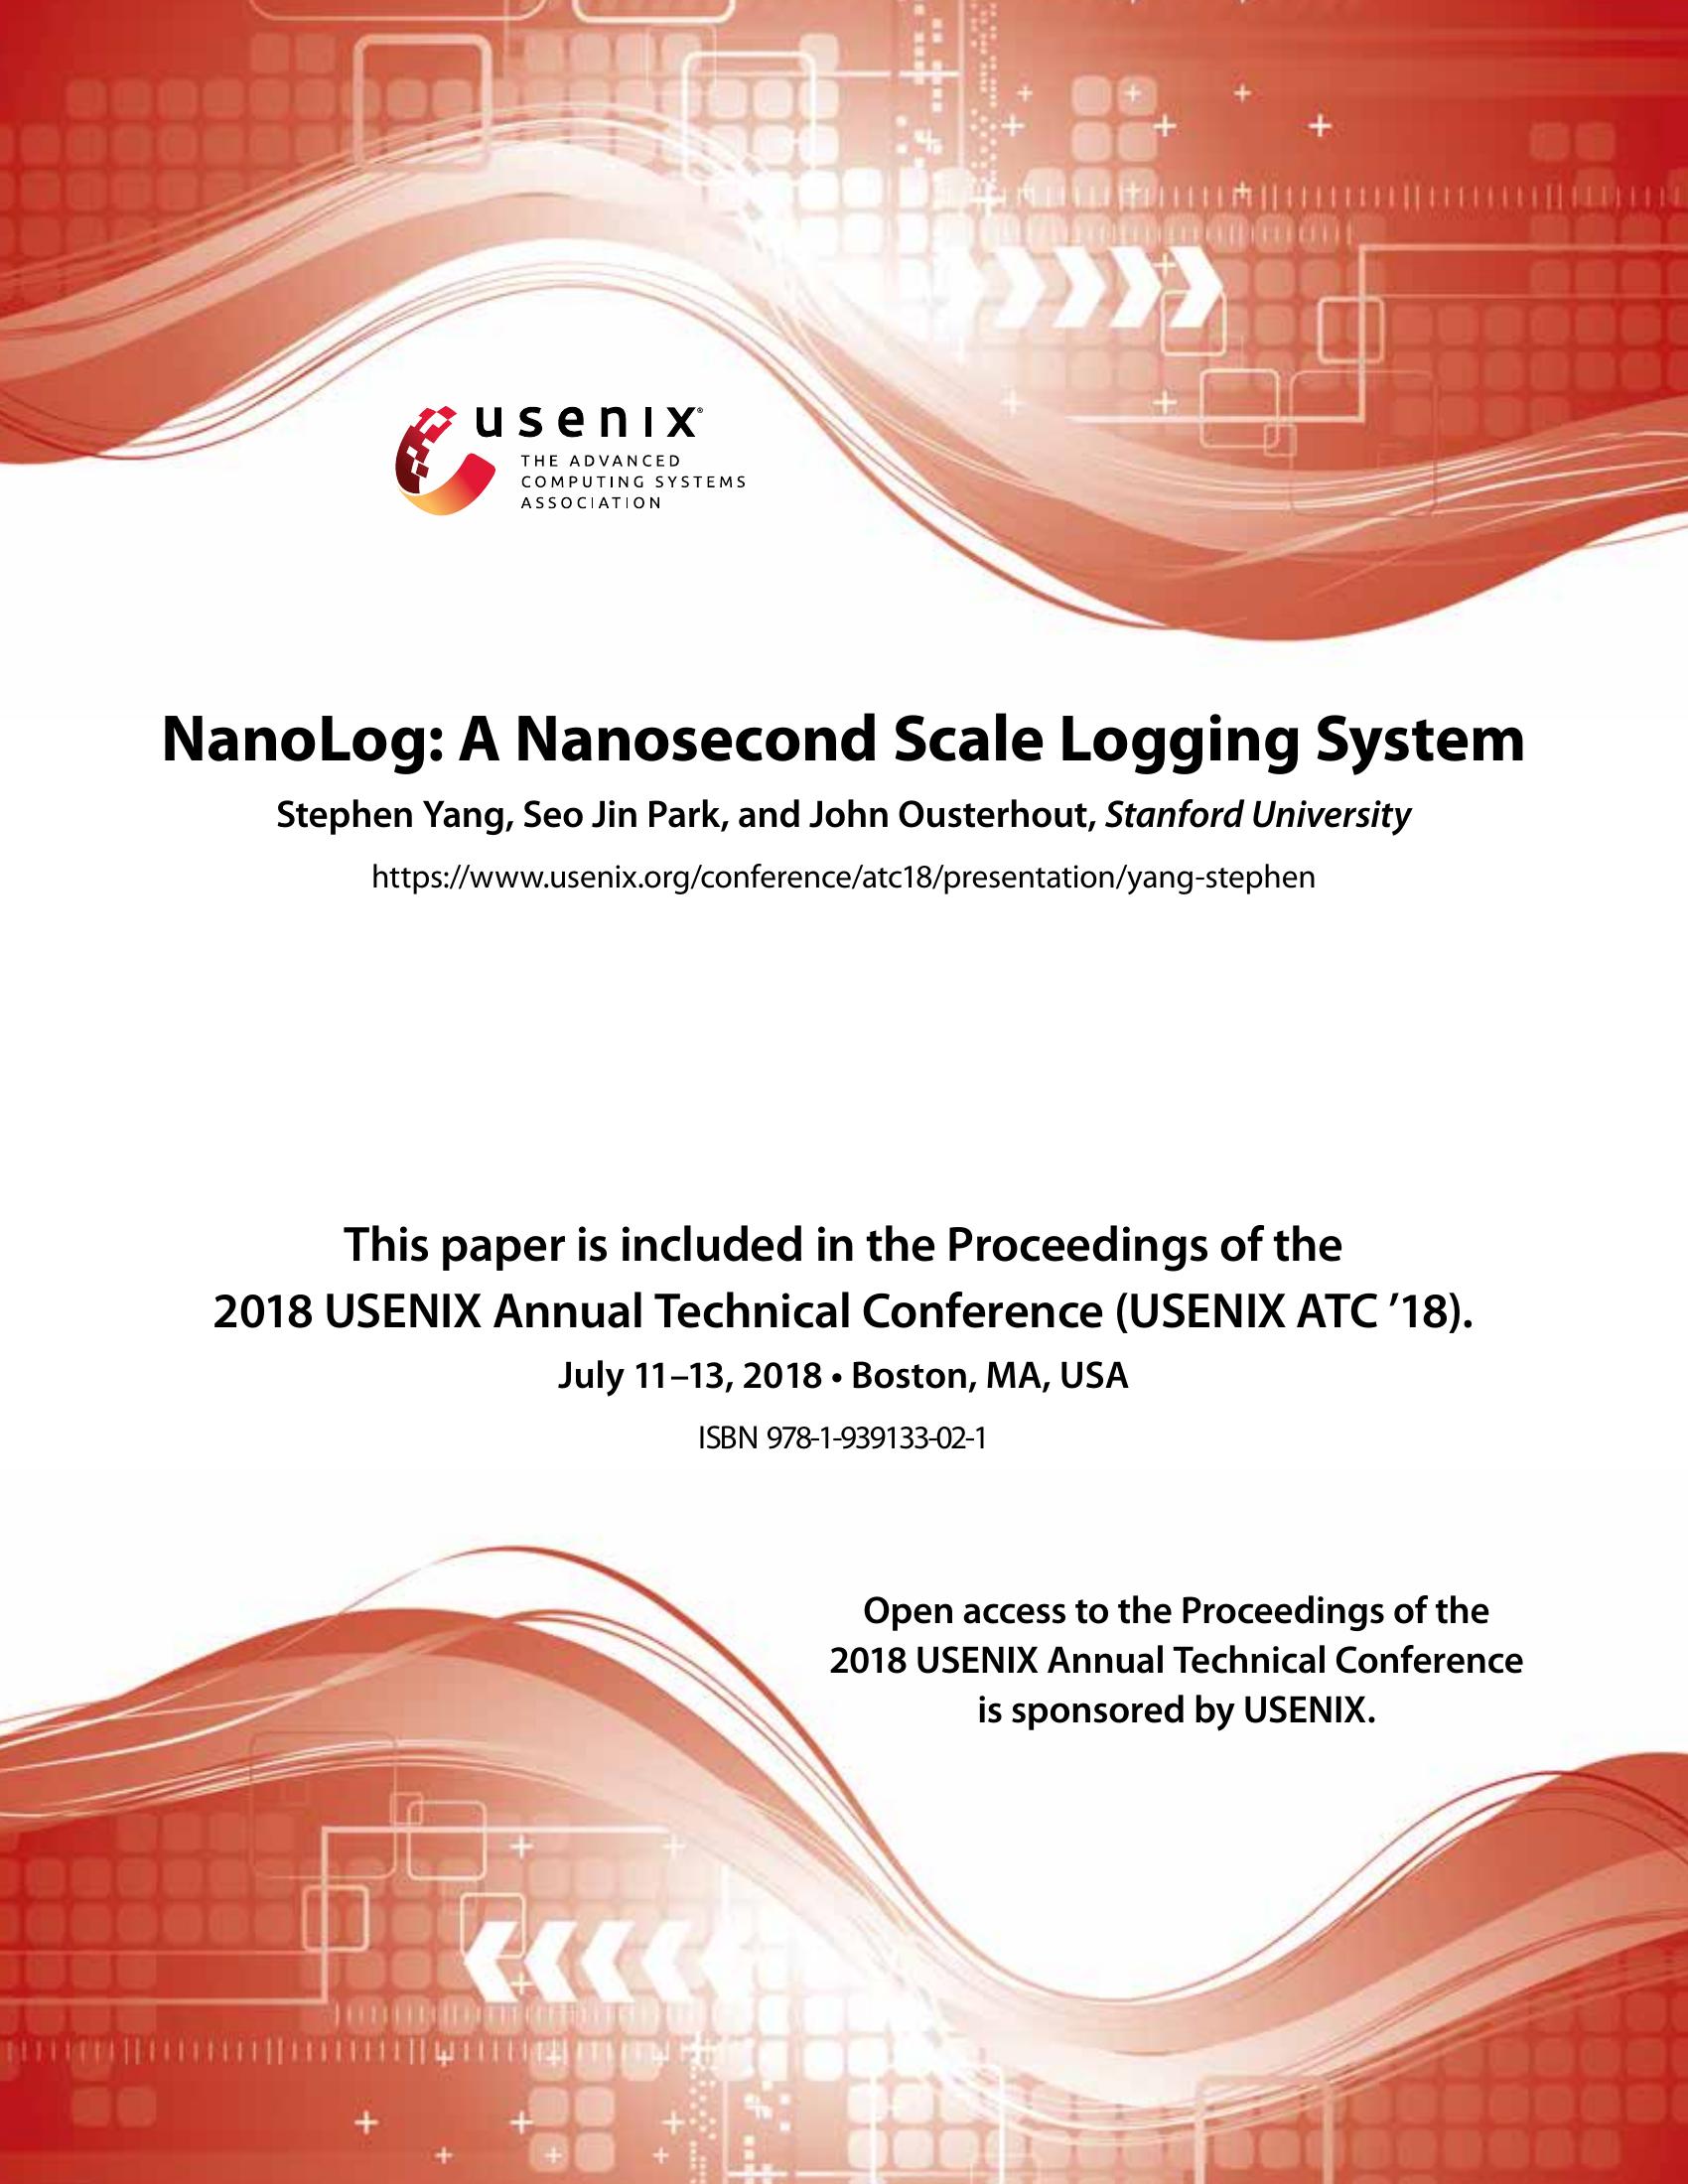 usenix®
THE ADVANCED
COMPUTING SYSTEMS
ASSOCIATION
NanoLog: A Nanosecond Scale Logging System
Stephen Yang, Seo Jin Park, and John Ousterhout, Stanford University
https://www.usenix.org/conference/atc18/presentation/yang-stephen
This paper is included in the Proceedings of the
2018 USENIX Annual Technical Conference (USENIX ATC ’18).
July 11–13, 2018 • Boston, MA, USA
ISBN 978-1-939133-02-1
Open access to the Proceedings of the
2018 USENIX Annual Technical Conference
is sponsored by USENIX.